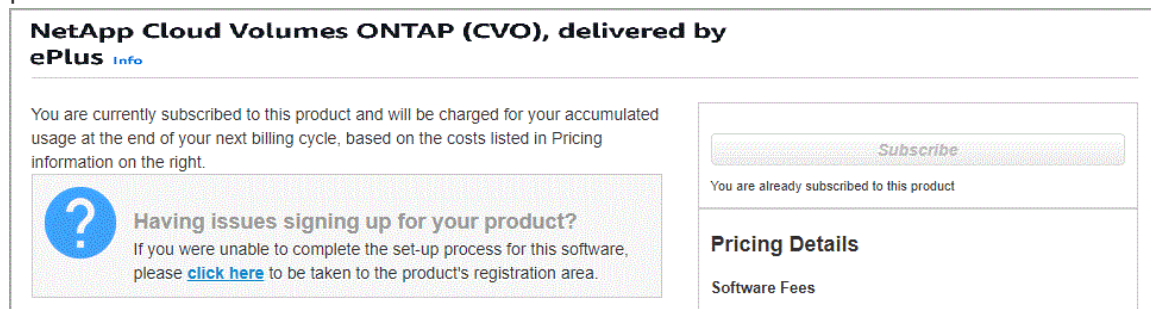 NetApp Cloud Volumes ONTAP (CVO), delivered by
ePlus Info
You are currently subscribed to this product and will be charged for your accumulated
usage at the end of your next billing cycle, based on the costs listed in Pricing
information on the right.
?
Having issues signing up for your product?
If you were unable to complete the set-up process for this software,
please click here to be taken to the product's registration area.
Subscribe
You are already subscribed to this product
Pricing Details
Software Fees